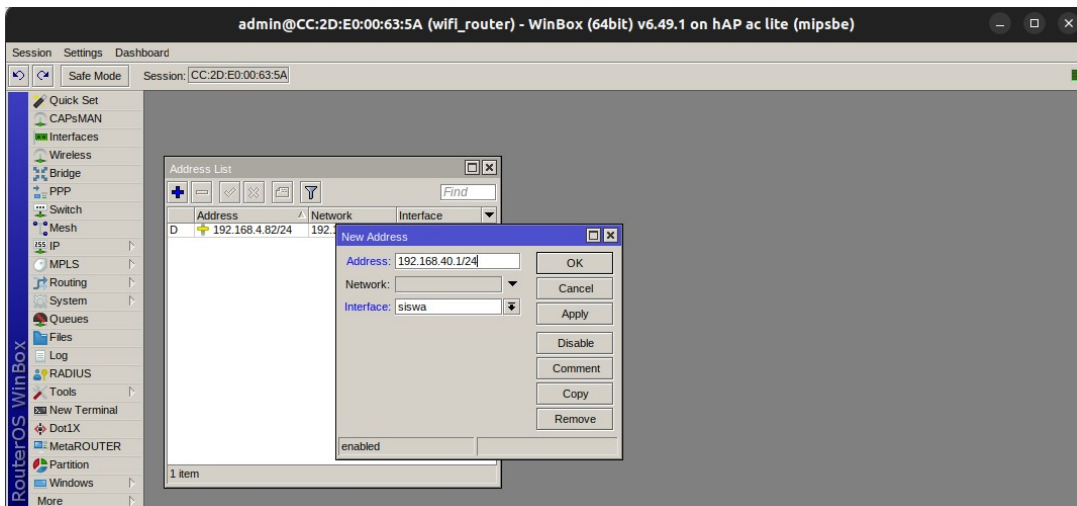 admin@CC:2D:E0:00:63:5A (wifi_router) - WinBox (64bit) v6.49.1 on hAP ac lite (mipsbe)
Session Settings Dashboard
Safe Mode Session: CC:2D:E0:00:63:5A
Quick Set
CAPsMAN
Interfaces
Wireless
Bridge
PPP
Switch
Mesh
IP
MPLS
Routing
System
Queues
Files
Log
RADIUS
Tools
New Terminal
Dot1X
MetaROUTER
Partition
Windows
More
RouterOS WinBox
Address List
Find
Address Network Interface
D 192.168.4.82/24
1 item
New Address
Address: 192.168.40.1/24
Network:
Interface: siswa
OK
Cancel
Apply
Disable
Comment
Copy
Remove
enabled